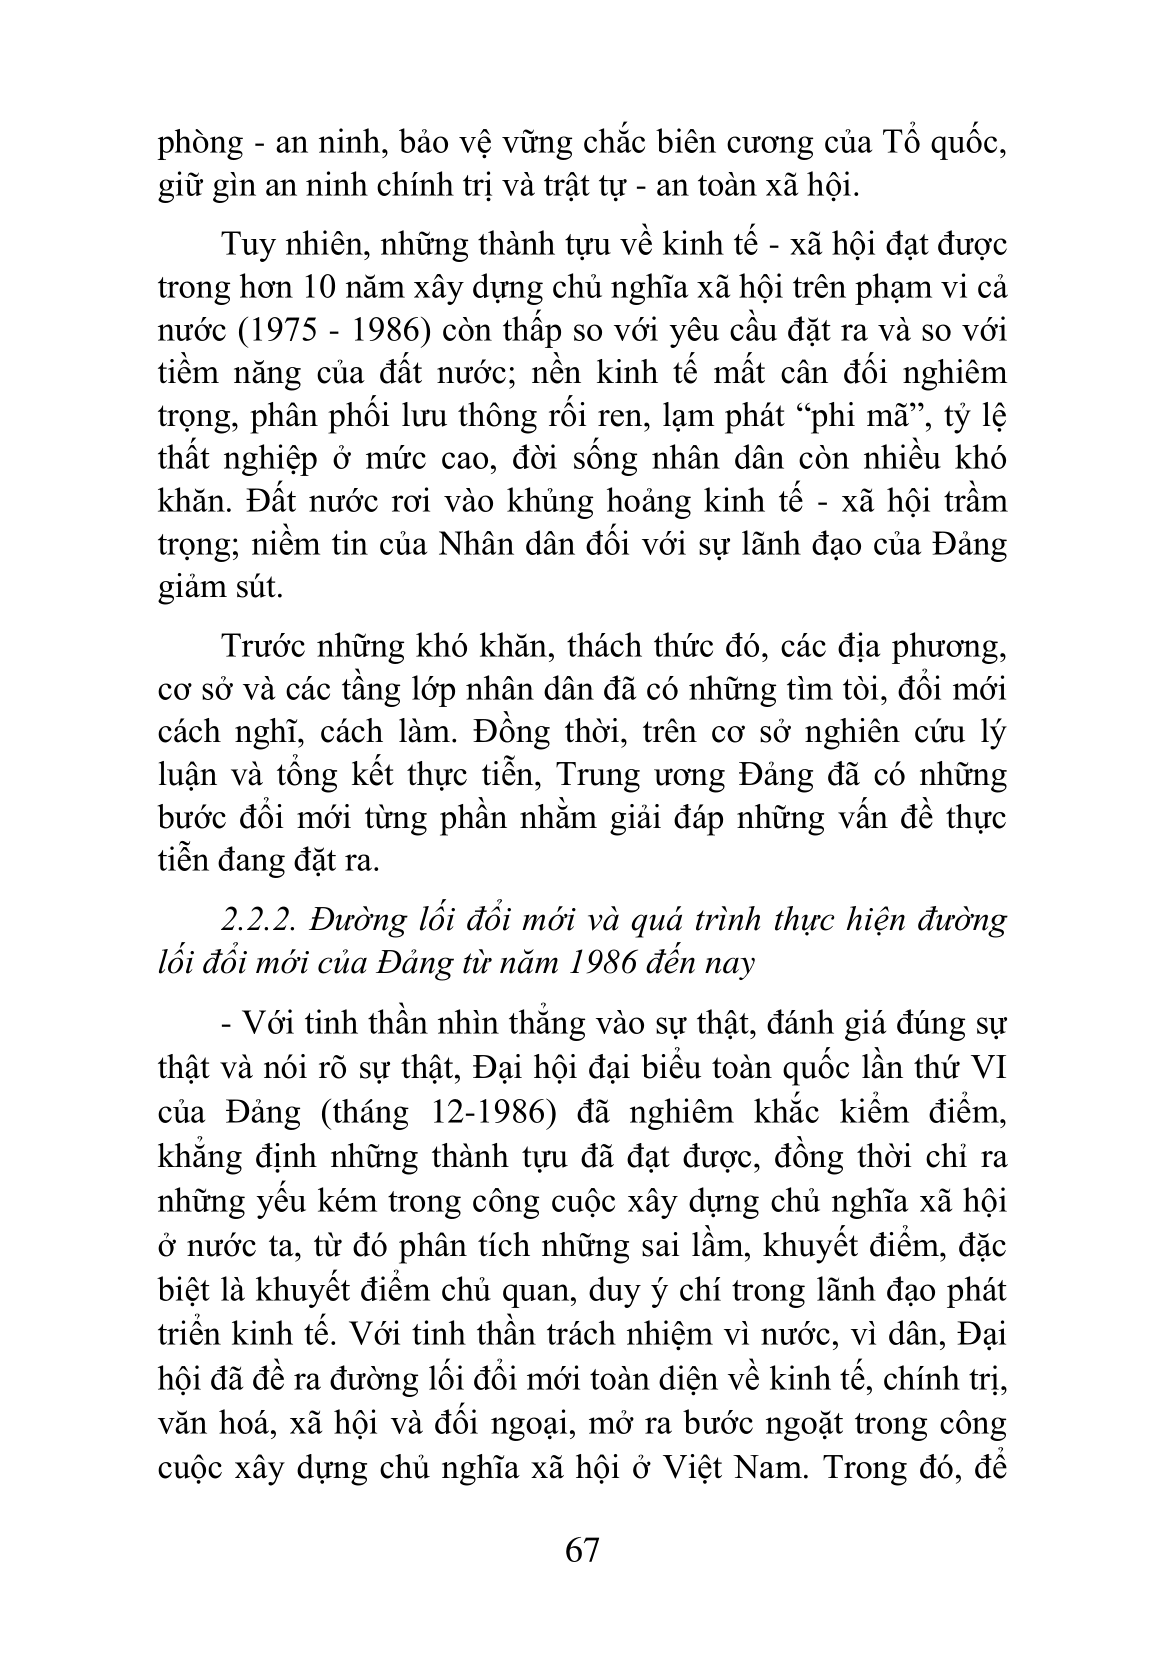 phòng - an ninh, bảo vệ vững chắc biên cương của Tổ quốc,
giữ gìn an ninh chính trị và trật tự - an toàn xã hội.
Tuy nhiên, những thành tựu về kinh tế - xã hội đạt được
trong hơn 10 năm xây dựng chủ nghĩa xã hội trên phạm vi cả
nước (1975 - 1986) còn thấp so với yêu cầu đặt ra và so với
tiềm năng của đất nước; nền kinh tế mất cân đối nghiêm
trọng, phân phối lưu thông rối ren, lạm phát “phi mã”, tỷ lệ
thất nghiệp ở mức cao, đời sống nhân dân còn nhiều khó
khăn. Đất nước rơi vào khủng hoảng kinh tế - xã hội trầm
trọng; niềm tin của Nhân dân đối với sự lãnh đạo của Đảng
giảm sút.
Trước những khó khăn, thách thức đó, các địa phương,
cơ sở và các tầng lớp nhân dân đã có những tìm tòi, đổi mới
cách nghĩ, cách làm. Đồng thời, trên cơ sở nghiên cứu lý
luận và tổng kết thực tiễn, Trung ương Đảng đã có những
bước đổi mới từng phần nhằm giải đáp những vấn đề thực
tiễn đang đặt ra.
2.2.2. Đường lối đổi mới và quá trình thực hiện đường
lối đổi mới của Đảng từ năm 1986 đến nay
- Với tinh thần nhìn thẳng vào sự thật, đánh giá đúng sự
thật và nói rõ sự thật, Đại hội đại biểu toàn quốc lần thứ VI
của Đảng (tháng 12-1986) đã nghiêm khắc kiểm điểm,
khẳng định những thành tựu đã đạt được, đồng thời chỉ ra
những yếu kém trong công cuộc xây dựng chủ nghĩa xã hội
ở nước ta, từ đó phân tích những sai lầm, khuyết điểm, đặc
biệt là khuyết điểm chủ quan, duy ý chí trong lãnh đạo phát
triển kinh tế. Với tinh thần trách nhiệm vì nước, vì dân, Đại
hội đã đề ra đường lối đổi mới toàn diện về kinh tế, chính trị,
văn hoá, xã hội và đối ngoại, mở ra bước ngoặt trong công
cuộc xây dựng chủ nghĩa xã hội ở Việt Nam. Trong đó, để
67